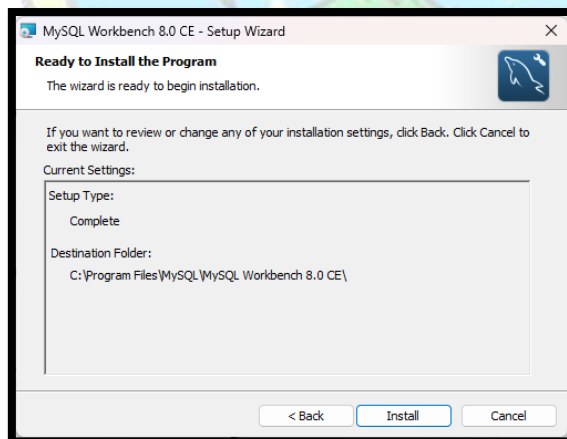 MySQL Workbench 8.0 CE - Setup Wizard
Ready to Install the Program
The wizard is ready to begin installation.
If you want to review or change any of your installation settings, click Back. Click Cancel to
exit the wizard.
Current Settings:
Setup Type:
Complete
Destination Folder:
C:\Program Files\MySQL\MySQL Workbench 8.0 CE\
< Back
Install
Cancel